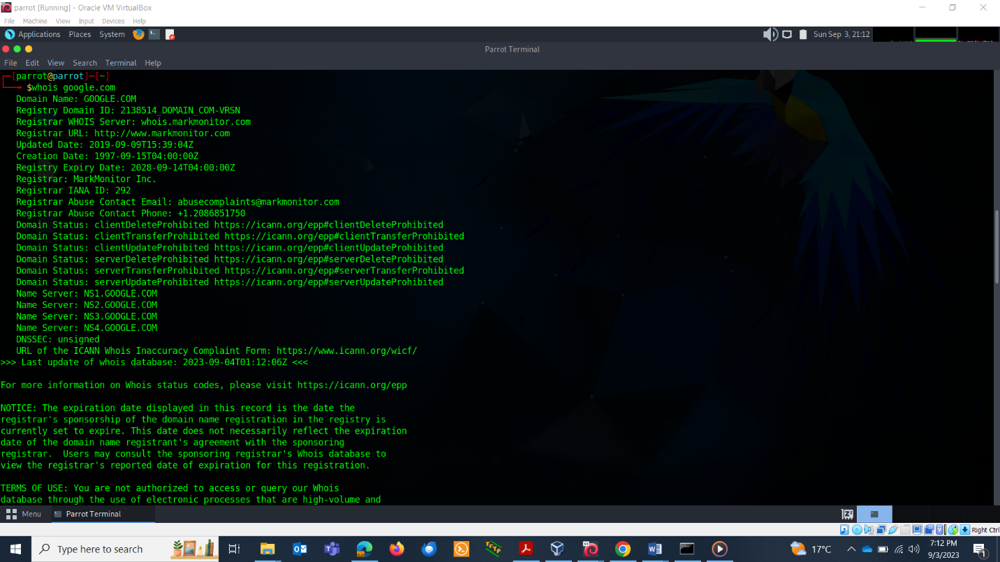 parrot [Running] - Oracle VM VirtualBox
File Machine View Input Devices Help
Applications Places System Sun Sep 3, 21:12
Parrot Terminal
File Edit View Search Terminal Help
┌─[parrot@parrot]─[~]
└──╼ $whois google.com
Domain Name: GOOGLE.COM
Registry Domain ID: 2138514_DOMAIN_COM-VRSN
Registrar WHOIS Server: whois.markmonitor.com
Registrar URL: http://www.markmonitor.com
Updated Date: 2019-09-09T15:39:04Z
Creation Date: 1997-09-15T04:00:00Z
Registry Expiry Date: 2028-09-14T04:00:00Z
Registrar: MarkMonitor Inc.
Registrar IANA ID: 292
Registrar Abuse Contact Email: abusecomplaints@markmonitor.com
Registrar Abuse Contact Phone: +1.2086851750
Domain Status: clientDeleteProhibited https://icann.org/epp#clientDeleteProhibited
Domain Status: clientTransferProhibited https://icann.org/epp#clientTransferProhibited
Domain Status: clientUpdateProhibited https://icann.org/epp#clientUpdateProhibited
Domain Status: serverDeleteProhibited https://icann.org/epp#serverDeleteProhibited
Domain Status: serverTransferProhibited https://icann.org/epp#serverTransferProhibited
Domain Status: serverUpdateProhibited https://icann.org/epp#serverUpdateProhibited
Name Server: NS1.GOOGLE.COM
Name Server: NS2.GOOGLE.COM
Name Server: NS3.GOOGLE.COM
Name Server: NS4.GOOGLE.COM
DNSSEC: unsigned
URL of the ICANN Whois Inaccuracy Complaint Form: https://www.icann.org/wicf/
>>> Last update of whois database: 2023-09-04T01:12:06Z <<<
For more information on Whois status codes, please visit https://icann.org/epp
NOTICE: The expiration date displayed in this record is the date the
registrar's sponsorship of the domain name registration in the registry is
currently set to expire. This date does not necessarily reflect the expiration
date of the domain name registrant's agreement with the sponsoring
registrar. Users may consult the sponsoring registrar's Whois database to
view the registrar's reported date of expiration for this registration.
TERMS OF USE: You are not authorized to access or query our Whois
database through the use of electronic processes that are high-volume and
Menu Parrot Terminal
Right Ctrl
Type here to search 17°C 7:12 PM
9/3/2023